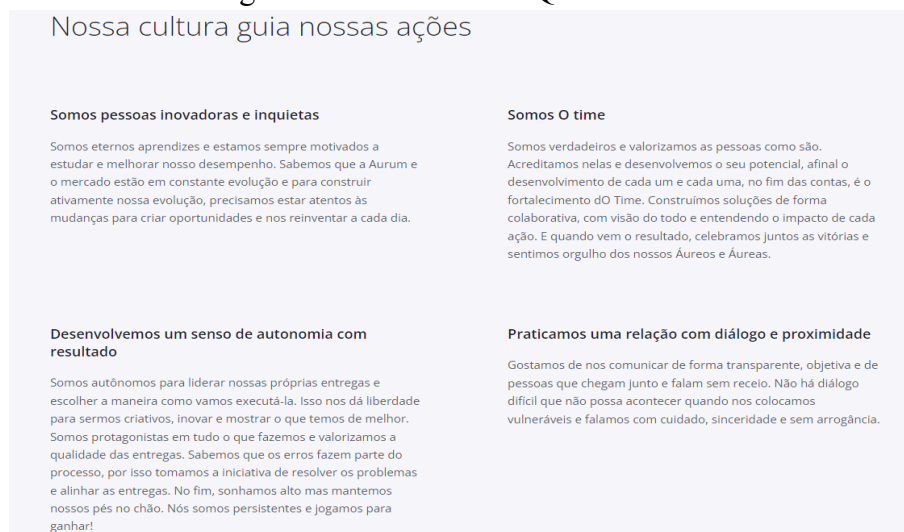 Nossa cultura guia nossas ações
Somos pessoas inovadoras e inquietas
Somos eternos aprendizes e estamos sempre motivados a
estudar e melhorar nosso desempenho. Sabemos que a Aurum e
o mercado estão em constante evolução e para construir
ativamente nossa evolução, precisamos estar atentos às
mudanças para criar oportunidades e nos reinventar a cada dia.
Somos O time
Somos verdadeiros e valorizamos as pessoas como são.
Acreditamos nelas e desenvolvemos o seu potencial, afinal o
desenvolvimento de cada um e cada uma, no fim das contas, é o
fortalecimento dO Time. Construímos soluções de forma
colaborativa, com visão do todo e entendendo o impacto de cada
ação. E quando vem o resultado, celebramos juntos as vitórias e
sentimos orgulho dos nossos Áureos e Áureas.
Desenvolvemos um senso de autonomia com
resultado
Somos autônomos para liderar nossas próprias entregas e
escolher a maneira como vamos executá-la. Isso nos dá liberdade
para sermos criativos, inovar e mostrar o que temos de melhor.
Somos protagonistas em tudo o que fazemos e valorizamos a
qualidade das entregas. Sabemos que os erros fazem parte do
processo, por isso tomamos a iniciativa de resolver os problemas
e alinhar as entregas. No fim, sonhamos alto mas mantemos
nossos pés no chão. Nós somos persistentes e jogamos para
ganhar!
Praticamos uma relação com diálogo e proximidade
Gostamos de nos comunicar de forma transparente, objetiva e de
pessoas que chegam junto e falam sem receio. Não há diálogo
difícil que não possa acontecer quando nos colocamos
vulneráveis e falamos com cuidado, sinceridade e sem arrogância.